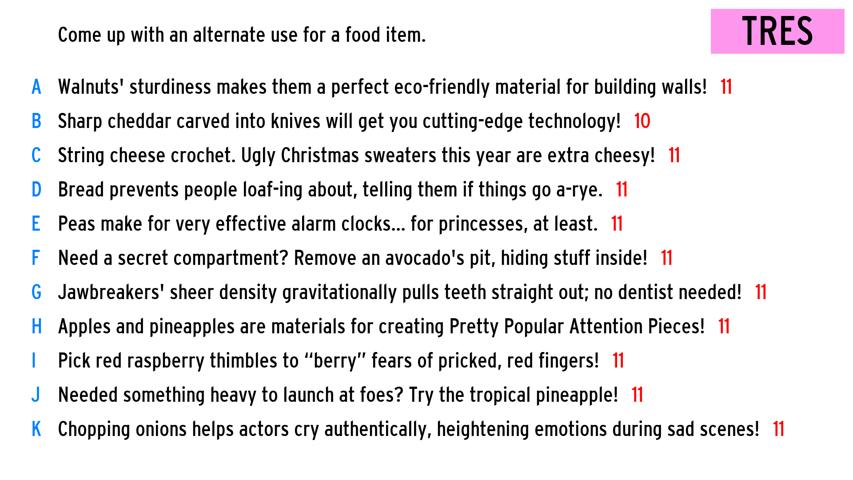 Come up with an alternate use for a food item.
TRES
A Walnuts' sturdiness makes them a perfect eco-friendly material for building walls! 11
B Sharp cheddar carved into knives will get you cutting-edge technology! 10
C String cheese crochet. Ugly Christmas sweaters this year are extra cheesy! 11
D Bread prevents people loaf-ing about, telling them if things go a-rye. 11
E Peas make for very effective alarm clocks... for princesses, at least. 11
F Need a secret compartment? Remove an avocado's pit, hiding stuff inside! 11
G Jawbreakers' sheer density gravitationally pulls teeth straight out; no dentist needed! 11
H Apples and pineapples are materials for creating Pretty Popular Attention Pieces! 11
I Pick red raspberry thimbles to “berry” fears of pricked, red fingers! 11
J Needed something heavy to launch at foes? Try the tropical pineapple! 11
K Chopping onions helps actors cry authentically, heightening emotions during sad scenes! 11